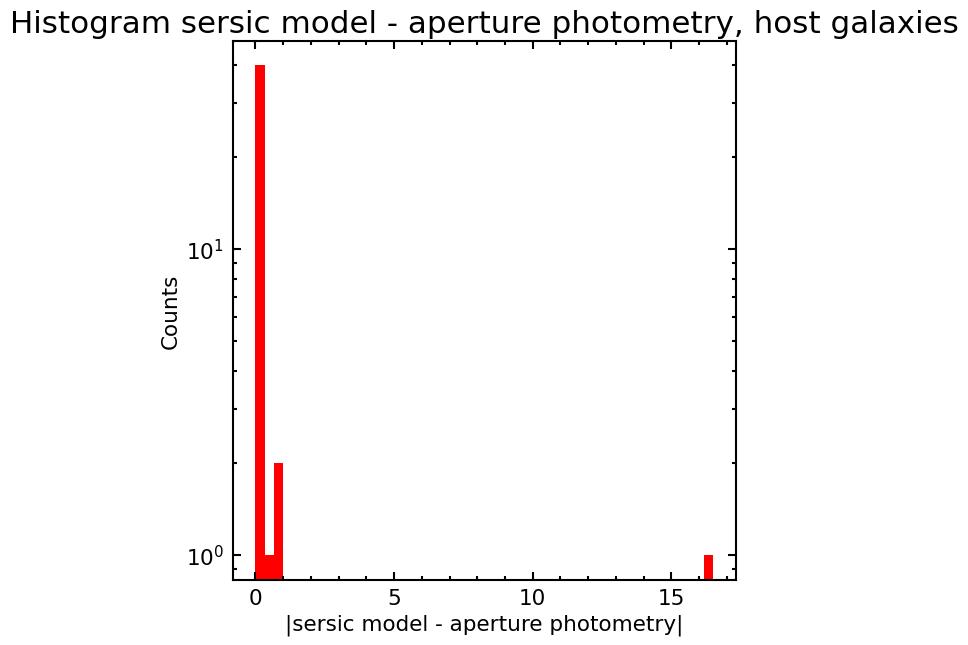 Histogram sersic model - aperture photometry, host galaxies
10¹
Counts
10⁰
0 5 10 15
|sersic model - aperture photometry|